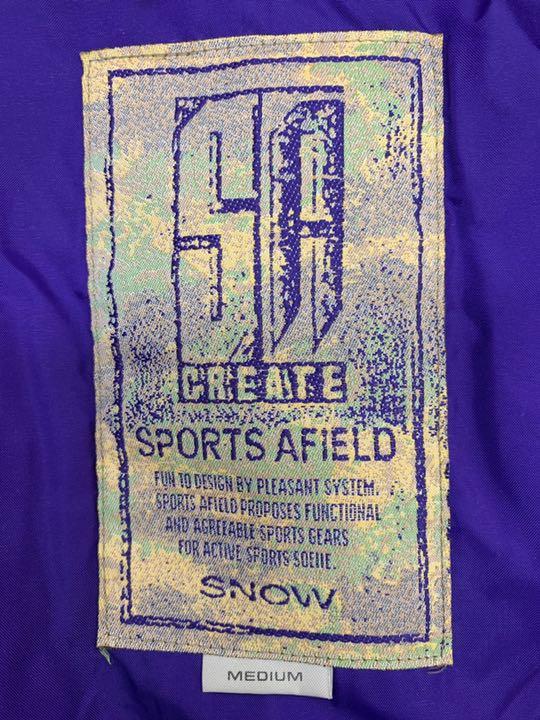 SA
CREATE
SPORTS AFIELD
FUN TO DESIGN BY PLEASANT SYSTEM.
SPORTS AFIELD PROPOSES FUNCTIONAL
AND AGREEABLE SPORTS GEARS
FOR ACTIVE SPORTS SCEIIE.
SNOW
MEDIUM